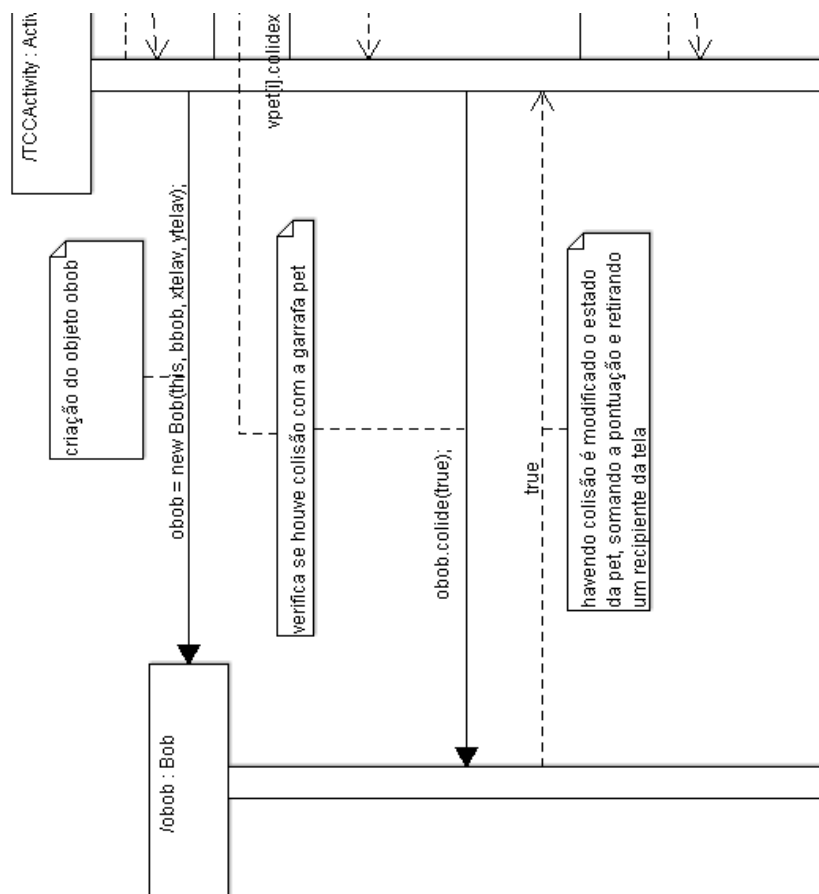 /TCCActivity : Activ
criação do objeto obob
obob = new Bob(this, bbob, xtelav, ytelav);
vpet[i].colidex
verifica se houve colisão com a garrafa pet
obob.colide(true);
true
havendo colisão é modificado o estado
da pet, somando a pontuação e retirando
um recipiente da tela
/obob : Bob